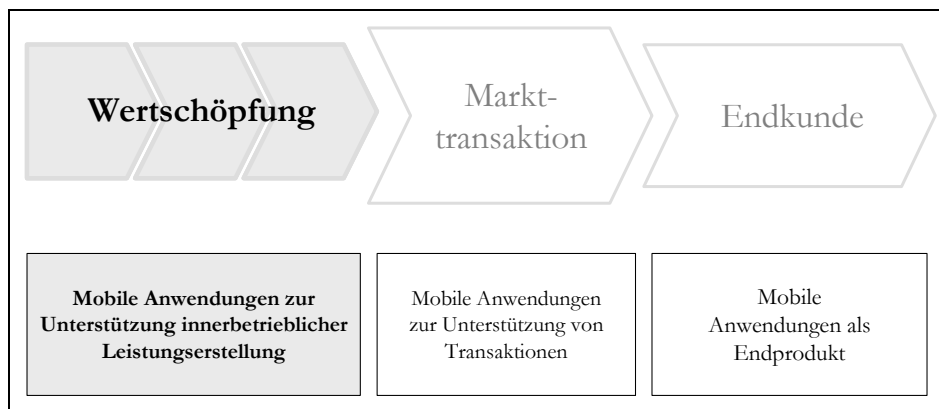 Wertschöpfung
Markt-
transaktion
Endkunde
Mobile Anwendungen zur
Unterstützung innerbetrieblicher
Leistungserstellung
Mobile Anwendungen
zur Unterstützung von
Transaktionen
Mobile
Anwendungen als
Endprodukt